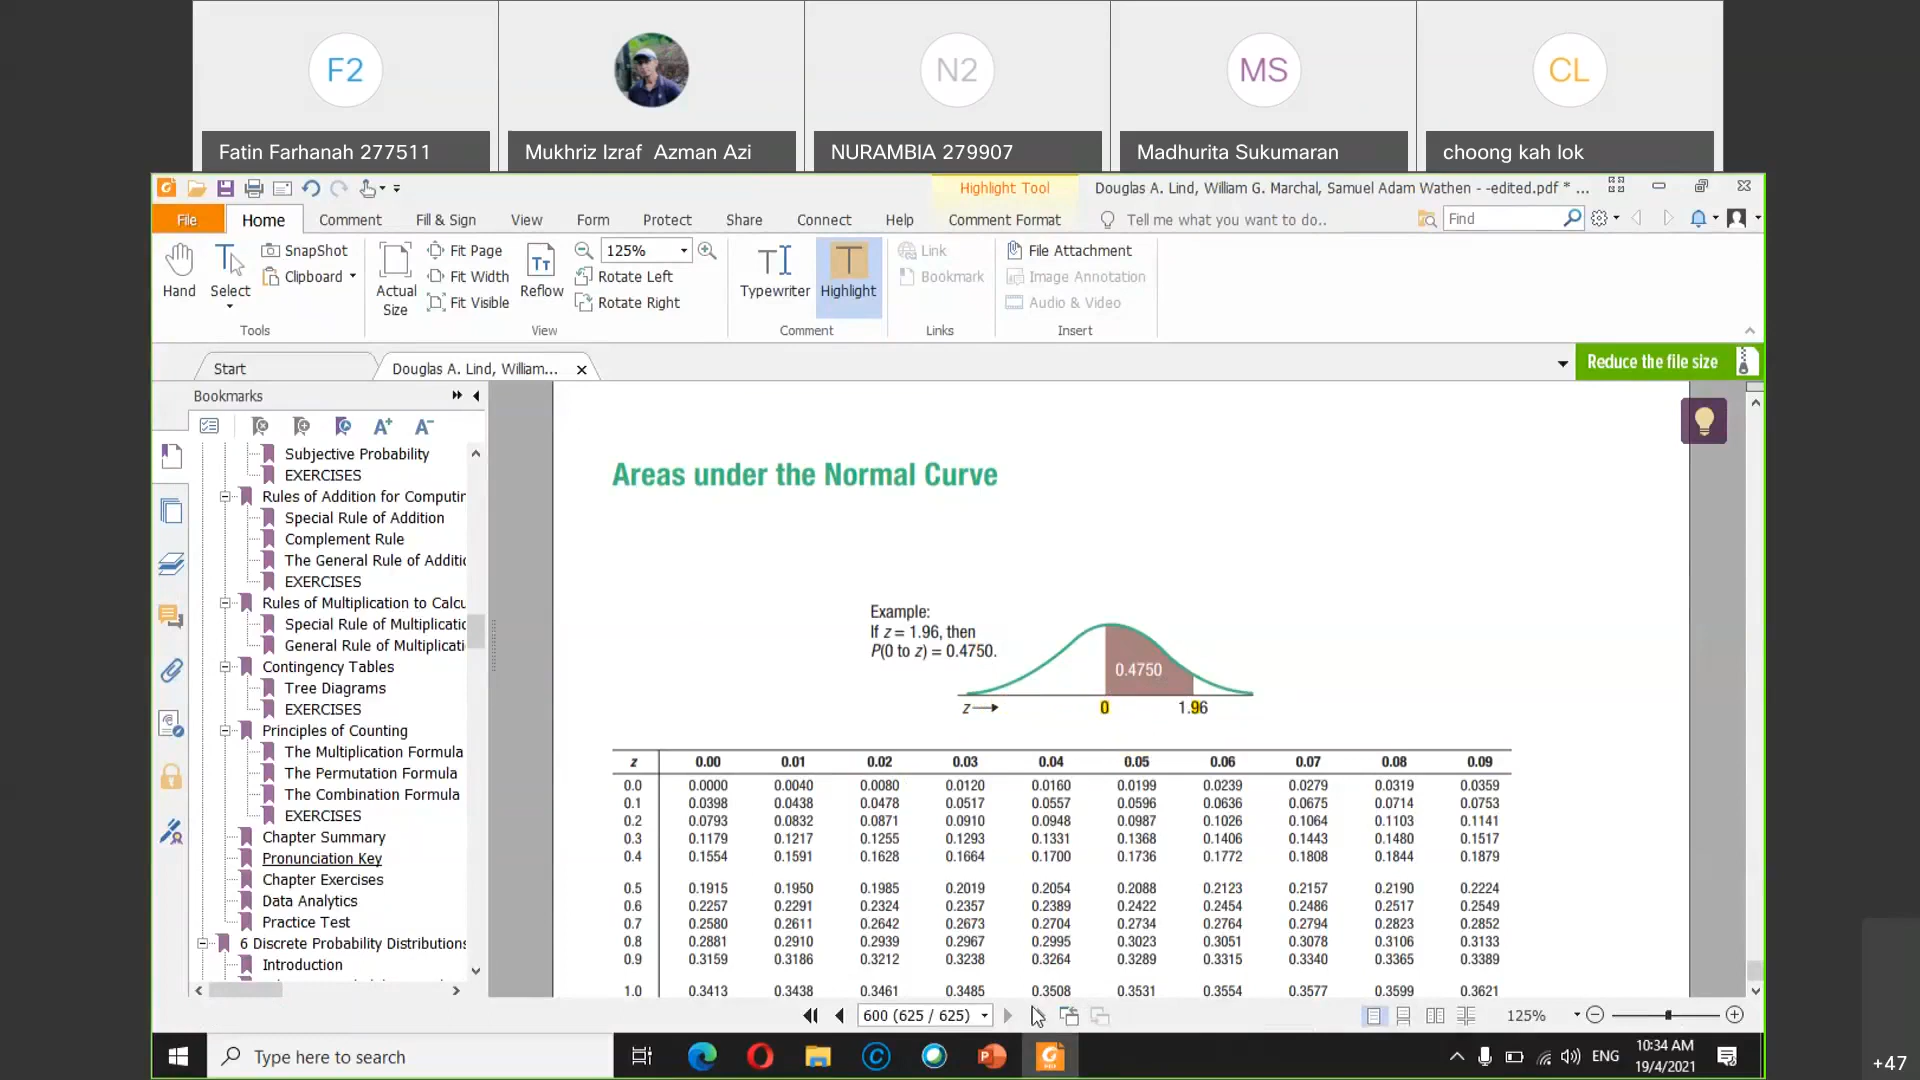 F2
N2
MS
CL
Fatin Farhanah 277511
Mukhriz Izraf Azman Azi
NURAMBIA 279907
Madhurita Sukumaran
choong kah lok
Highlight Tool
Douglas A. Lind, William G. Marchal, Samuel Adam Wathen - -edited.pdf * ...
File Home Comment Fill & Sign View Form Protect Share Connect Help Comment Format Tell me what you want to do.. Find
Hand
Select
SnapShot
Clipboard
Tools
Actual Size
Fit Page
Fit Width
Fit Visible
Reflow
125%
Rotate Left
Rotate Right
View
Typewriter
Highlight
Comment
Link
Bookmark
Links
File Attachment
Image Annotation
Audio & Video
Insert
Start
Douglas A. Lind, William...
Reduce the file size
Bookmarks
Subjective Probability
EXERCISES
Rules of Addition for Computin
Special Rule of Addition
Complement Rule
The General Rule of Additio
EXERCISES
Rules of Multiplication to Calcu
Special Rule of Multiplicatio
General Rule of Multiplicati
Contingency Tables
Tree Diagrams
EXERCISES
Principles of Counting
The Multiplication Formula
The Permutation Formula
The Combination Formula
EXERCISES
Chapter Summary
Pronunciation Key
Chapter Exercises
Data Analytics
Practice Test
6 Discrete Probability Distributions
Introduction
Areas under the Normal Curve
Example:
If z = 1.96, then
P(0 to z) = 0.4750.
0.4750
z 0 1.96
z 0.00 0.01 0.02 0.03 0.04 0.05 0.06 0.07 0.08 0.09
0.0 0.0000 0.0040 0.0080 0.0120 0.0160 0.0199 0.0239 0.0279 0.0319 0.0359
0.1 0.0398 0.0438 0.0478 0.0517 0.0557 0.0596 0.0636 0.0675 0.0714 0.0753
0.2 0.0793 0.0832 0.0871 0.0910 0.0948 0.0987 0.1026 0.1064 0.1103 0.1141
0.3 0.1179 0.1217 0.1255 0.1293 0.1331 0.1368 0.1406 0.1443 0.1480 0.1517
0.4 0.1554 0.1591 0.1628 0.1664 0.1700 0.1736 0.1772 0.1808 0.1844 0.1879
0.5 0.1915 0.1950 0.1985 0.2019 0.2054 0.2088 0.2123 0.2157 0.2190 0.2224
0.6 0.2257 0.2291 0.2324 0.2357 0.2389 0.2422 0.2454 0.2486 0.2517 0.2549
0.7 0.2580 0.2611 0.2642 0.2673 0.2704 0.2734 0.2764 0.2794 0.2823 0.2852
0.8 0.2881 0.2910 0.2939 0.2967 0.2995 0.3023 0.3051 0.3078 0.3106 0.3133
0.9 0.3159 0.3186 0.3212 0.3238 0.3264 0.3289 0.3315 0.3340 0.3365 0.3389
1.0 0.3413 0.3438 0.3461 0.3485 0.3508 0.3531 0.3554 0.3577 0.3599 0.3621
600 (625 / 625)
125%
Type here to search
ENG
10:34 AM
19/4/2021
+47